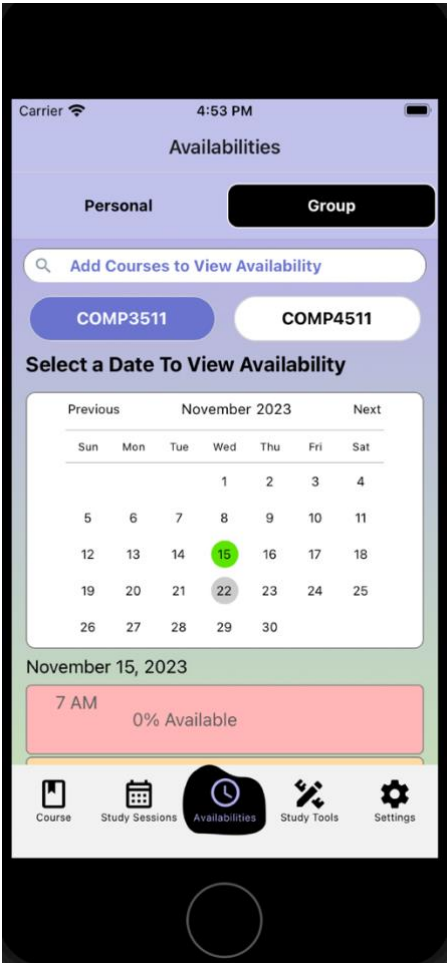 Carrier 4:53 PM
Availabilities
Personal Group
Add Courses to View Availability
COMP3511 COMP4511
Select a Date To View Availability
Previous November 2023 Next
Sun Mon Tue Wed Thu Fri Sat
1 2 3 4
5 6 7 8 9 10 11
12 13 14 15 16 17 18
19 20 21 22 23 24 25
26 27 28 29 30
November 15, 2023
7 AM
0% Available
Course Study Sessions Availabilities Study Tools Settings